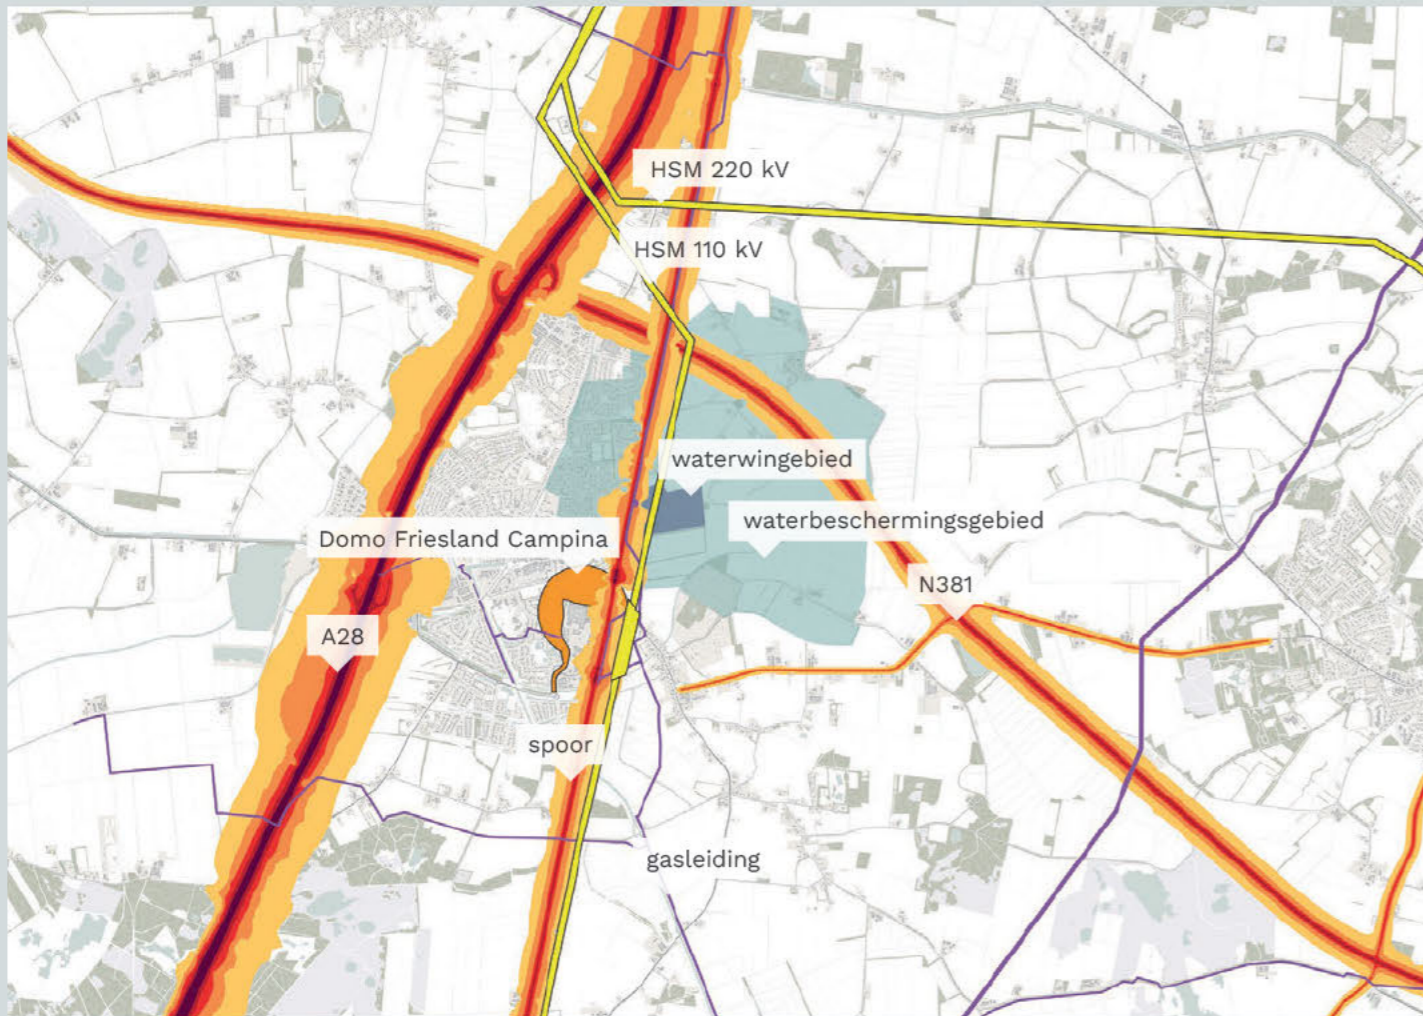 HSM 220 kV
HSM 110 kV
waterwingebied
waterbeschermingsgebied
Domo Friesland Campina
N381
A28
spoor
gasleiding